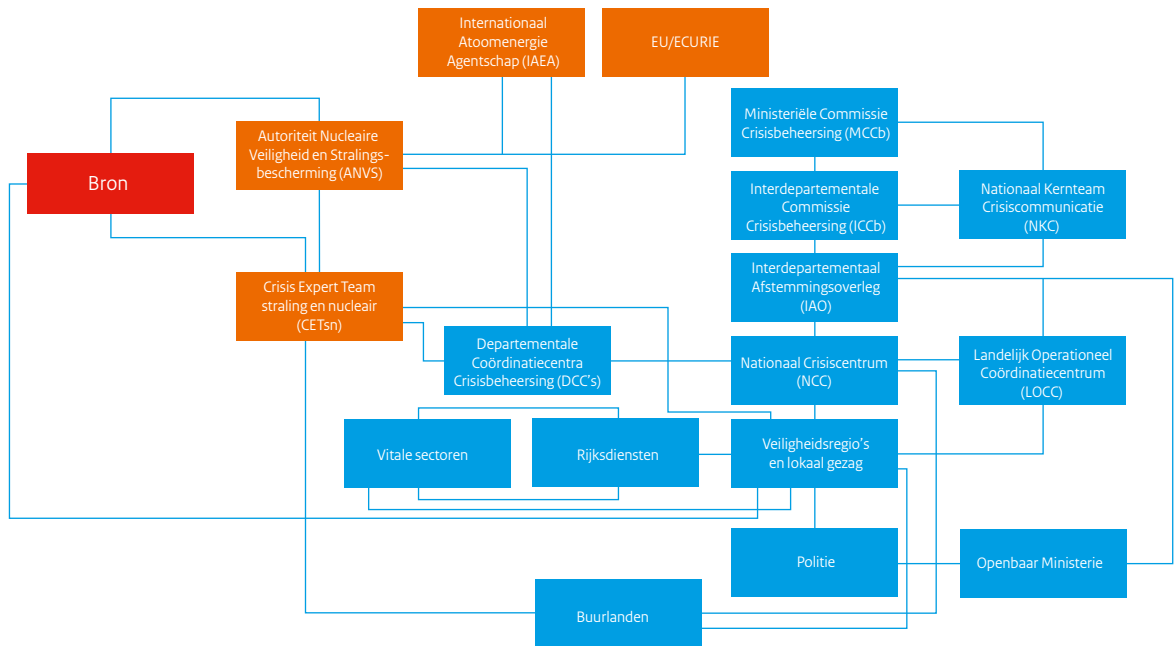 Internationaal
Atoomenergie
Agentschap (IAEA)
EU/ECURIE
Autoriteit Nucleaire
Veiligheid en Stralings-
bescherming (ANVS)
Bron
Ministeriële Commissie
Crisisbeheersing (MCCb)
Interdepartementale
Commissie
Crisisbeheersing (ICCb)
Nationaal Kernteam
Crisiscommunicatie
(NKC)
Crisis Expert Team
straling en nucleair
(CETsn)
Interdepartementaal
Afstemmingsoverleg
(IAO)
Departementale
Coördinatiecentra
Crisisbeheersing (DCC's)
Nationaal Crisiscentrum
(NCC)
Landelijk Operationeel
Coördinatiecentrum
(LOCC)
Vitale sectoren
Rijksdiensten
Veiligheidsregio's
en lokaal gezag
Politie
Openbaar Ministerie
Buurlanden